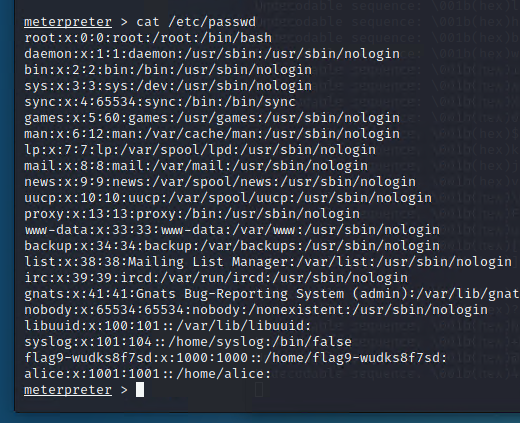 meterpreter > cat /etc/passwd
root:x:0:0:root:/root:/bin/bash
daemon:x:1:1:daemon:/usr/sbin:/usr/sbin/nologin
bin:x:2:2:bin:/bin:/usr/sbin/nologin
sys:x:3:3:sys:/dev:/usr/sbin/nologin
sync:x:4:65534:sync:/bin:/bin/sync
games:x:5:60:games:/usr/games:/usr/sbin/nologin
man:x:6:12:man:/var/cache/man:/usr/sbin/nologin
lp:x:7:7:lp:/var/spool/lpd:/usr/sbin/nologin
mail:x:8:8:mail:/var/mail:/usr/sbin/nologin
news:x:9:9:news:/var/spool/news:/usr/sbin/nologin
uucp:x:10:10:uucp:/var/spool/uucp:/usr/sbin/nologin
proxy:x:13:13:proxy:/bin:/usr/sbin/nologin
www-data:x:33:33:www-data:/var/www:/usr/sbin/nologin
backup:x:34:34:backup:/var/backups:/usr/sbin/nologin
list:x:38:38:Mailing List Manager:/var/list:/usr/sbin/nologin
irc:x:39:39:ircd:/var/run/ircd:/usr/sbin/nologin
gnats:x:41:41:Gnats Bug-Reporting System (admin):/var/lib/gnat
nobody:x:65534:65534:nobody:/nonexistent:/usr/sbin/nologin
libuuid:x:100:101::/var/lib/libuuid:
syslog:x:101:104::/home/syslog:/bin/false
flag9-wudks8f7sd:x:1000:1000::/home/flag9-wudks8f7sd:
alice:x:1001:1001::/home/alice:
meterpreter >